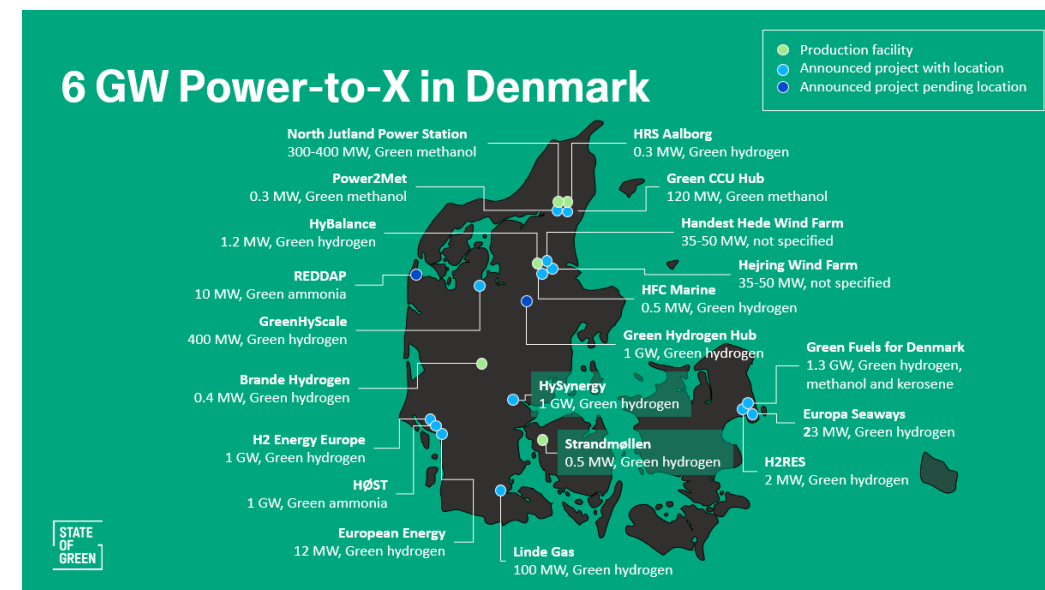 6 GW Power-to-X in Denmark
Production facility
Announced project with location
Announced project pending location
North Jutland Power Station
300-400 MW, Green methanol
HRS Aalborg
0.3 MW, Green hydrogen
Power2Met
0.3 MW, Green methanol
Green CCU Hub
120 MW, Green methanol
HyBalance
1.2 MW, Green hydrogen
Handest Hede Wind Farm
35-50 MW, not specified
REDDAP
10 MW, Green ammonia
Hejring Wind Farm
35-50 MW, not specified
HFC Marine
0.5 MW, Green hydrogen
GreenHyScale
400 MW, Green hydrogen
Green Hydrogen Hub
1 GW, Green hydrogen
Green Fuels for Denmark
1.3 GW, Green hydrogen,
methanol and kerosene
Brande Hydrogen
0.4 MW, Green hydrogen
HySynergy
1 GW, Green hydrogen
Europa Seaways
23 MW, Green hydrogen
H2 Energy Europe
1 GW, Green hydrogen
Strandmøllen
0.5 MW, Green hydrogen
H2RES
2 MW, Green hydrogen
HØST
1 GW, Green ammonia
European Energy
12 MW, Green hydrogen
Linde Gas
100 MW, Green hydrogen
STATE
OF
GREEN